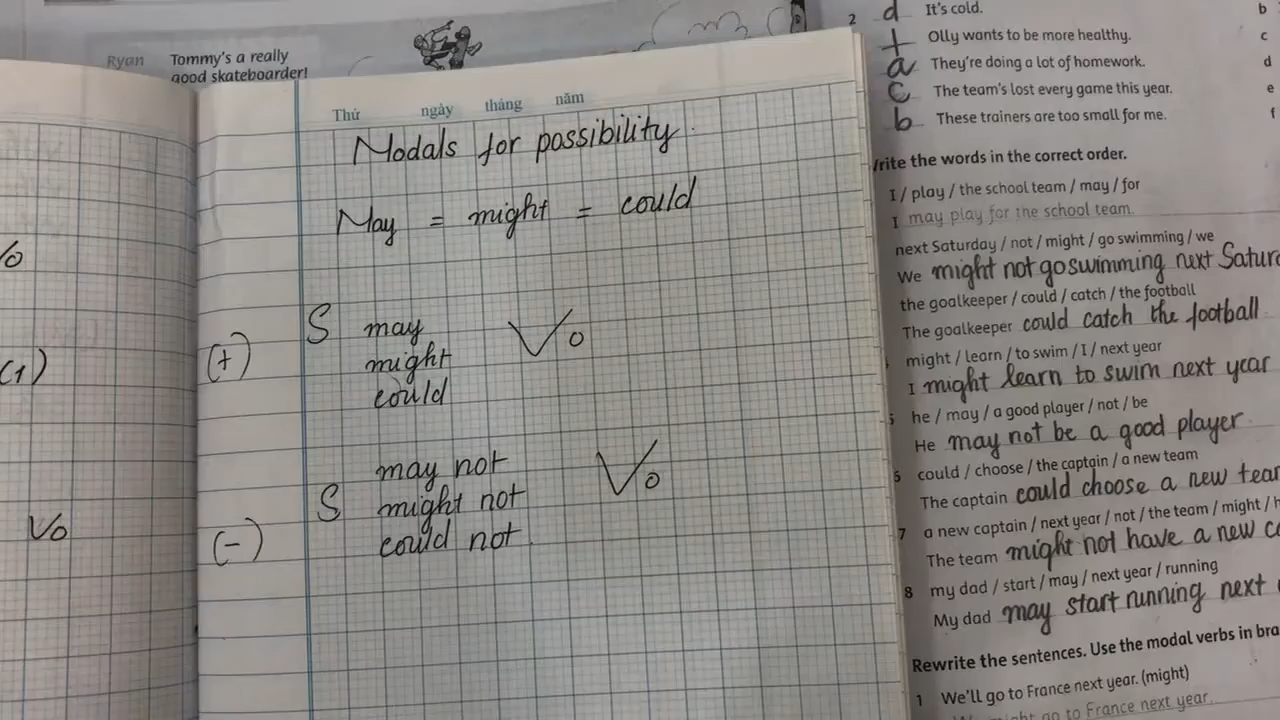 Ryan Tommy's a really
good skateboarder!
Thứ ngày tháng năm
Modals for possibility.
May = might = could
(+) S may V₀
might
could
may not V₀
(-) S might not
could not.
(1)
V₀
2
d It's cold.
Olly wants to be more healthy.
a They're doing a lot of homework.
c The team's lost every game this year.
b These trainers are too small for me.
b
c
d
e
f
Write the words in the correct order.
I / play / the school team / may / for
I may play for the school team.
next Saturday / not / might / go swimming / we
We might not go swimming next
the goalkeeper / could / catch / the football
The goalkeeper could catch the football
might / learn / to swim / I / next year
I might learn to swim next year
5 he / may / a good player / not / be
He may not be a good player
6 could / choose / the captain / a new team
The captain could choose a new
7 a new captain / next year / not / the team / might /
The team might not have a new
8 my dad / start / may / next year / running
My dad may start running next
Rewrite the sentences. Use the modal verbs in
1 We'll go to France next year. (might)
We might go to France next year.